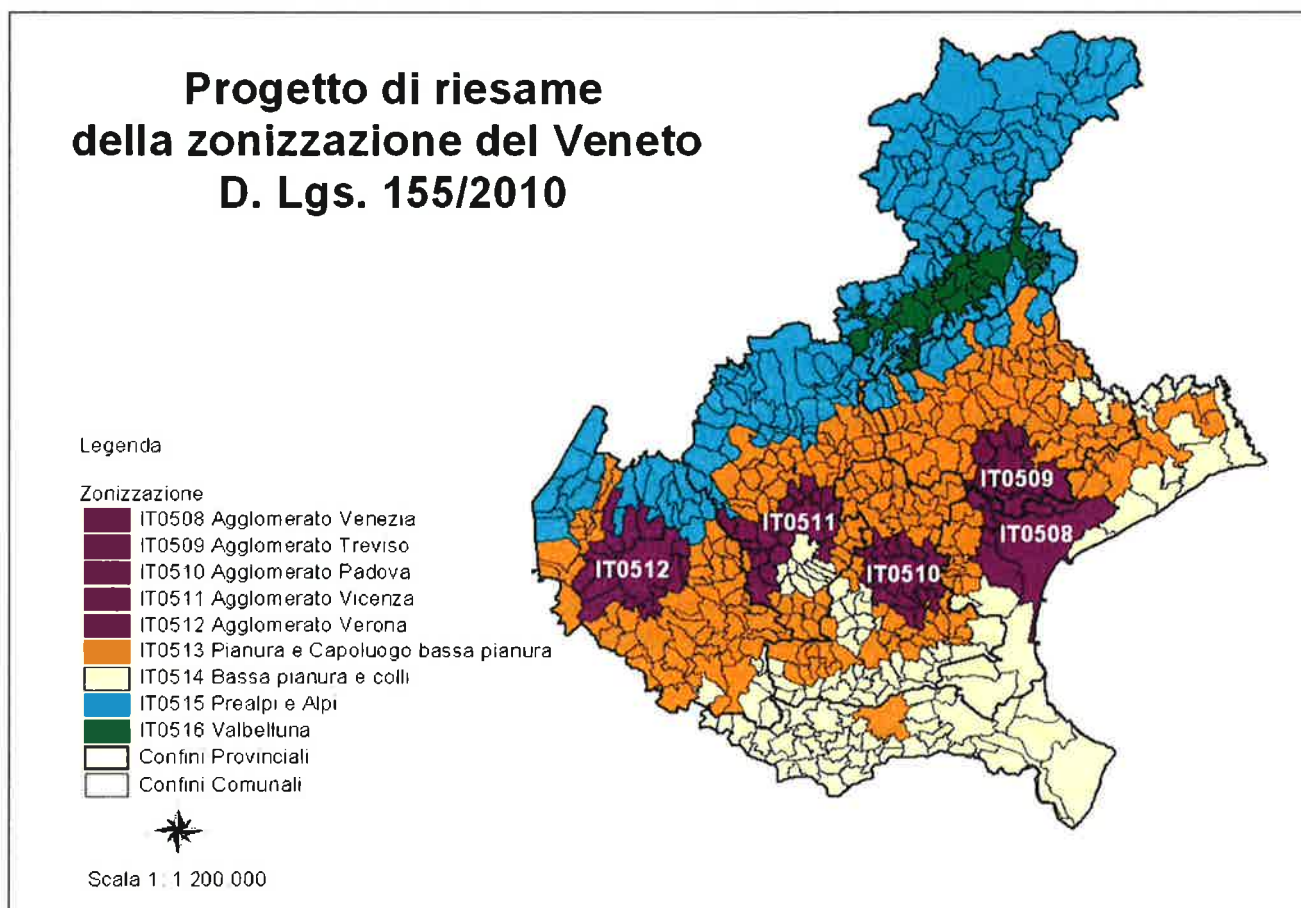 Progetto di riesame
della zonizzazione del Veneto
D. Lgs. 155/2010
Legenda
Zonizzazione
IT0508 Agglomerato Venezia
IT0509 Agglomerato Treviso
IT0510 Agglomerato Padova
IT0511 Agglomerato Vicenza
IT0512 Agglomerato Verona
IT0513 Pianura e Capoluogo bassa pianura
IT0514 Bassa pianura e colli
IT0515 Prealpi e Alpi
IT0516 Valbelluna
Confini Provinciali
Confini Comunali
Scala 1: 1 200.000
IT0509
IT0511
IT0508
IT0512
IT0510